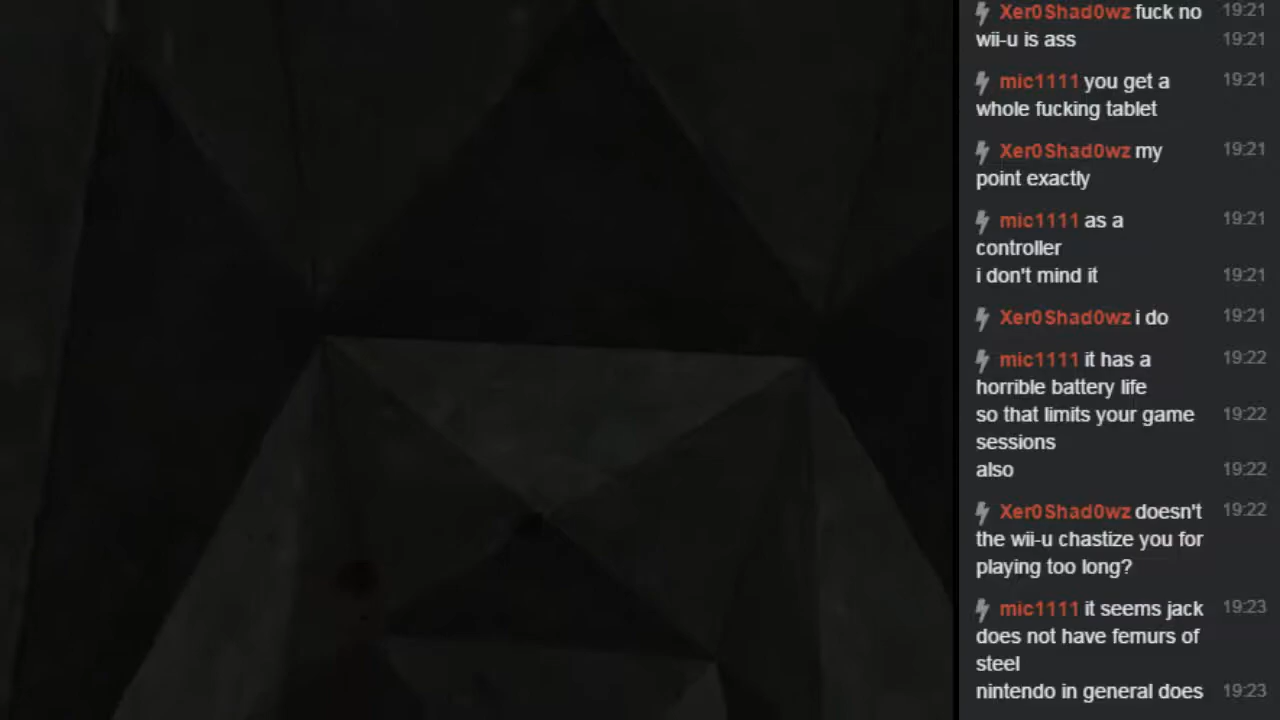 Xer0Shad0wz fuck no 19:21
wii-u is ass 19:21
mic1111 you get a 19:21
whole fucking tablet
Xer0Shad0wz my 19:21
point exactly
mic1111 as a 19:21
controller
i don't mind it 19:21
Xer0Shad0wz i do 19:21
mic1111 it has a 19:22
horrible battery life
so that limits your game 19:22
sessions
also 19:22
Xer0Shad0wz doesn't 19:22
the wii-u chastize you for
playing too long?
mic1111 it seems jack 19:23
does not have femurs of
steel
nintendo in general does 19:23